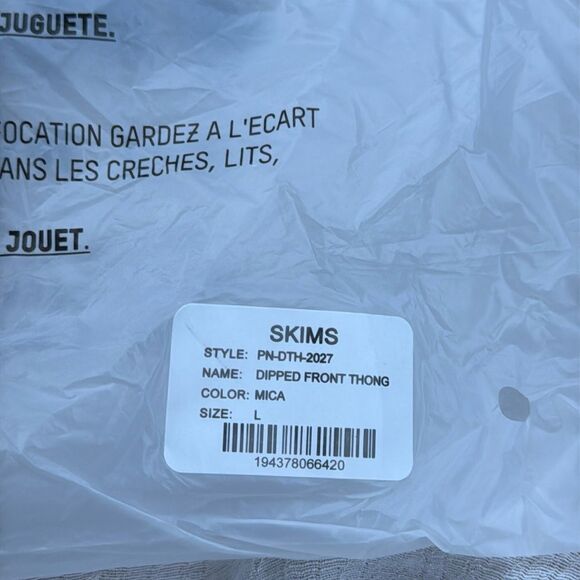 JUGUETE.
FOCATION GARDEZ A L'ECART
ANS LES CRECHES, LITS,
JOUET.
SKIMS
STYLE: PN-DTH-2027
NAME: DIPPED FRONT THONG
COLOR: MICA
SIZE: L
194378066420